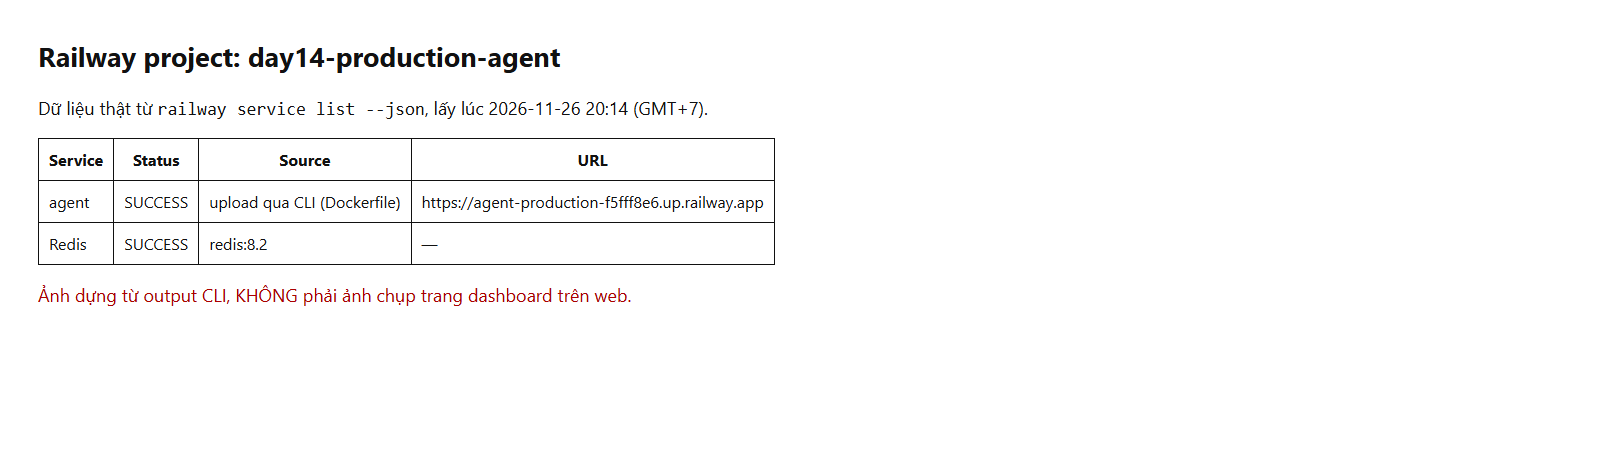 Railway project: day14-production-agent
Dữ liệu thật từ railway service list --json, lấy lúc 2026-11-26 20:14 (GMT+7).
Service Status Source URL
agent SUCCESS upload qua CLI (Dockerfile) https://agent-production-f5fff8e6.up.railway.app
Redis SUCCESS redis:8.2 —
Ảnh dựng từ output CLI, KHÔNG phải ảnh chụp trang dashboard trên web.